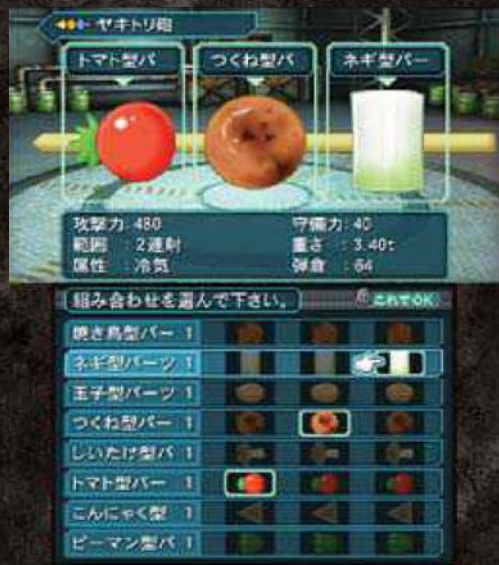 ヤキトリ砲
トマト型パ つくね型パ ネギ型パー
攻撃力 480 守備力 40
範囲 :2連射 重さ :3.40t
属性 :冷気 弾倉 :64
組み合わせを選んで下さい。 これでOK
焼き鳥型パー 1
ネギ型パーツ 1
玉子型パーツ 1
つくね型パー 1
しいたけ型パ 1
トマト型パー 1
こんにゃく型 1
ピーマン型パ 1